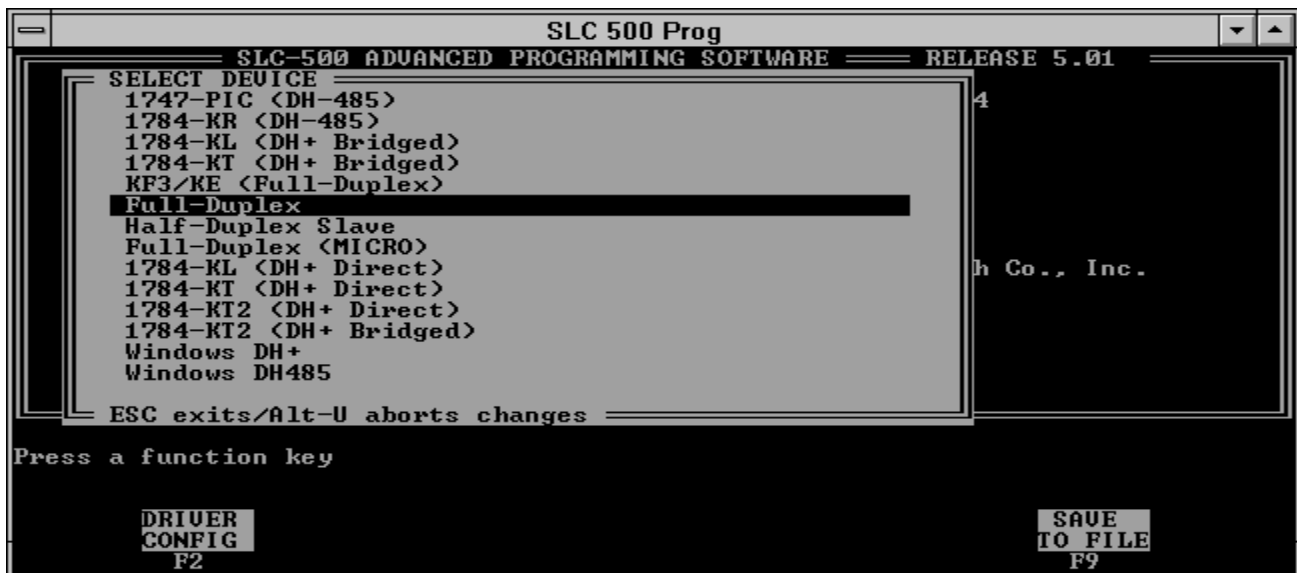 SLC 500 Prog
SLC-500 ADVANCED PROGRAMMING SOFTWARE RELEASE 5.01
SELECT DEVICE
1747-PIC (DH-485)
4
1784-KR (DH-485)
1784-KL (DH+ Bridged)
1784-KT (DH+ Bridged)
KF3/KE (Full-Duplex)
Full-Duplex
Half-Duplex Slave
Full-Duplex (MICRO)
1784-KL (DH+ Direct)
h Co., Inc.
1784-KT (DH+ Direct)
1784-KT2 (DH+ Direct)
1784-KT2 (DH+ Bridged)
Windows DH+
Windows DH485
ESC exits/Alt-U aborts changes
Press a function key
DRIVER
CONFIG
F2
SAVE
TO FILE
F9